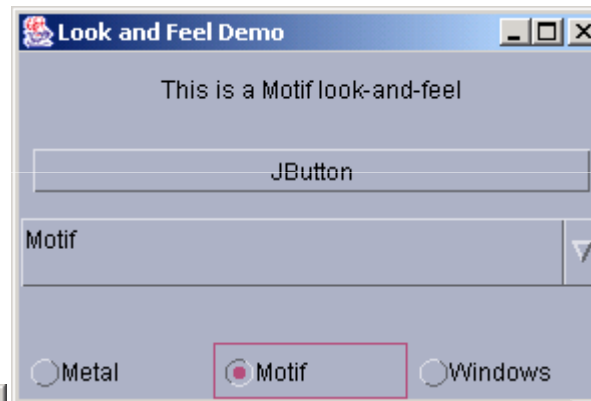 Look and Feel Demo
This is a Motif look-and-feel
JButton
Motif
Metal Motif Windows